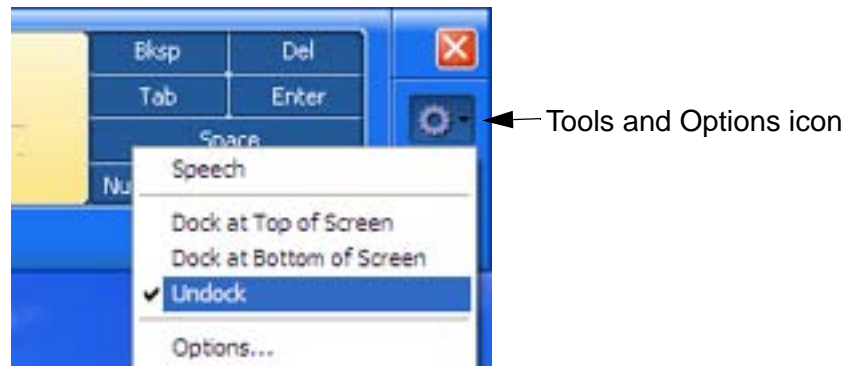 Bksp Del
Tab Enter
Tools and Options icon
Space
Speech
Nu
Dock at Top of Screen
Dock at Bottom of Screen
Undock
Options...